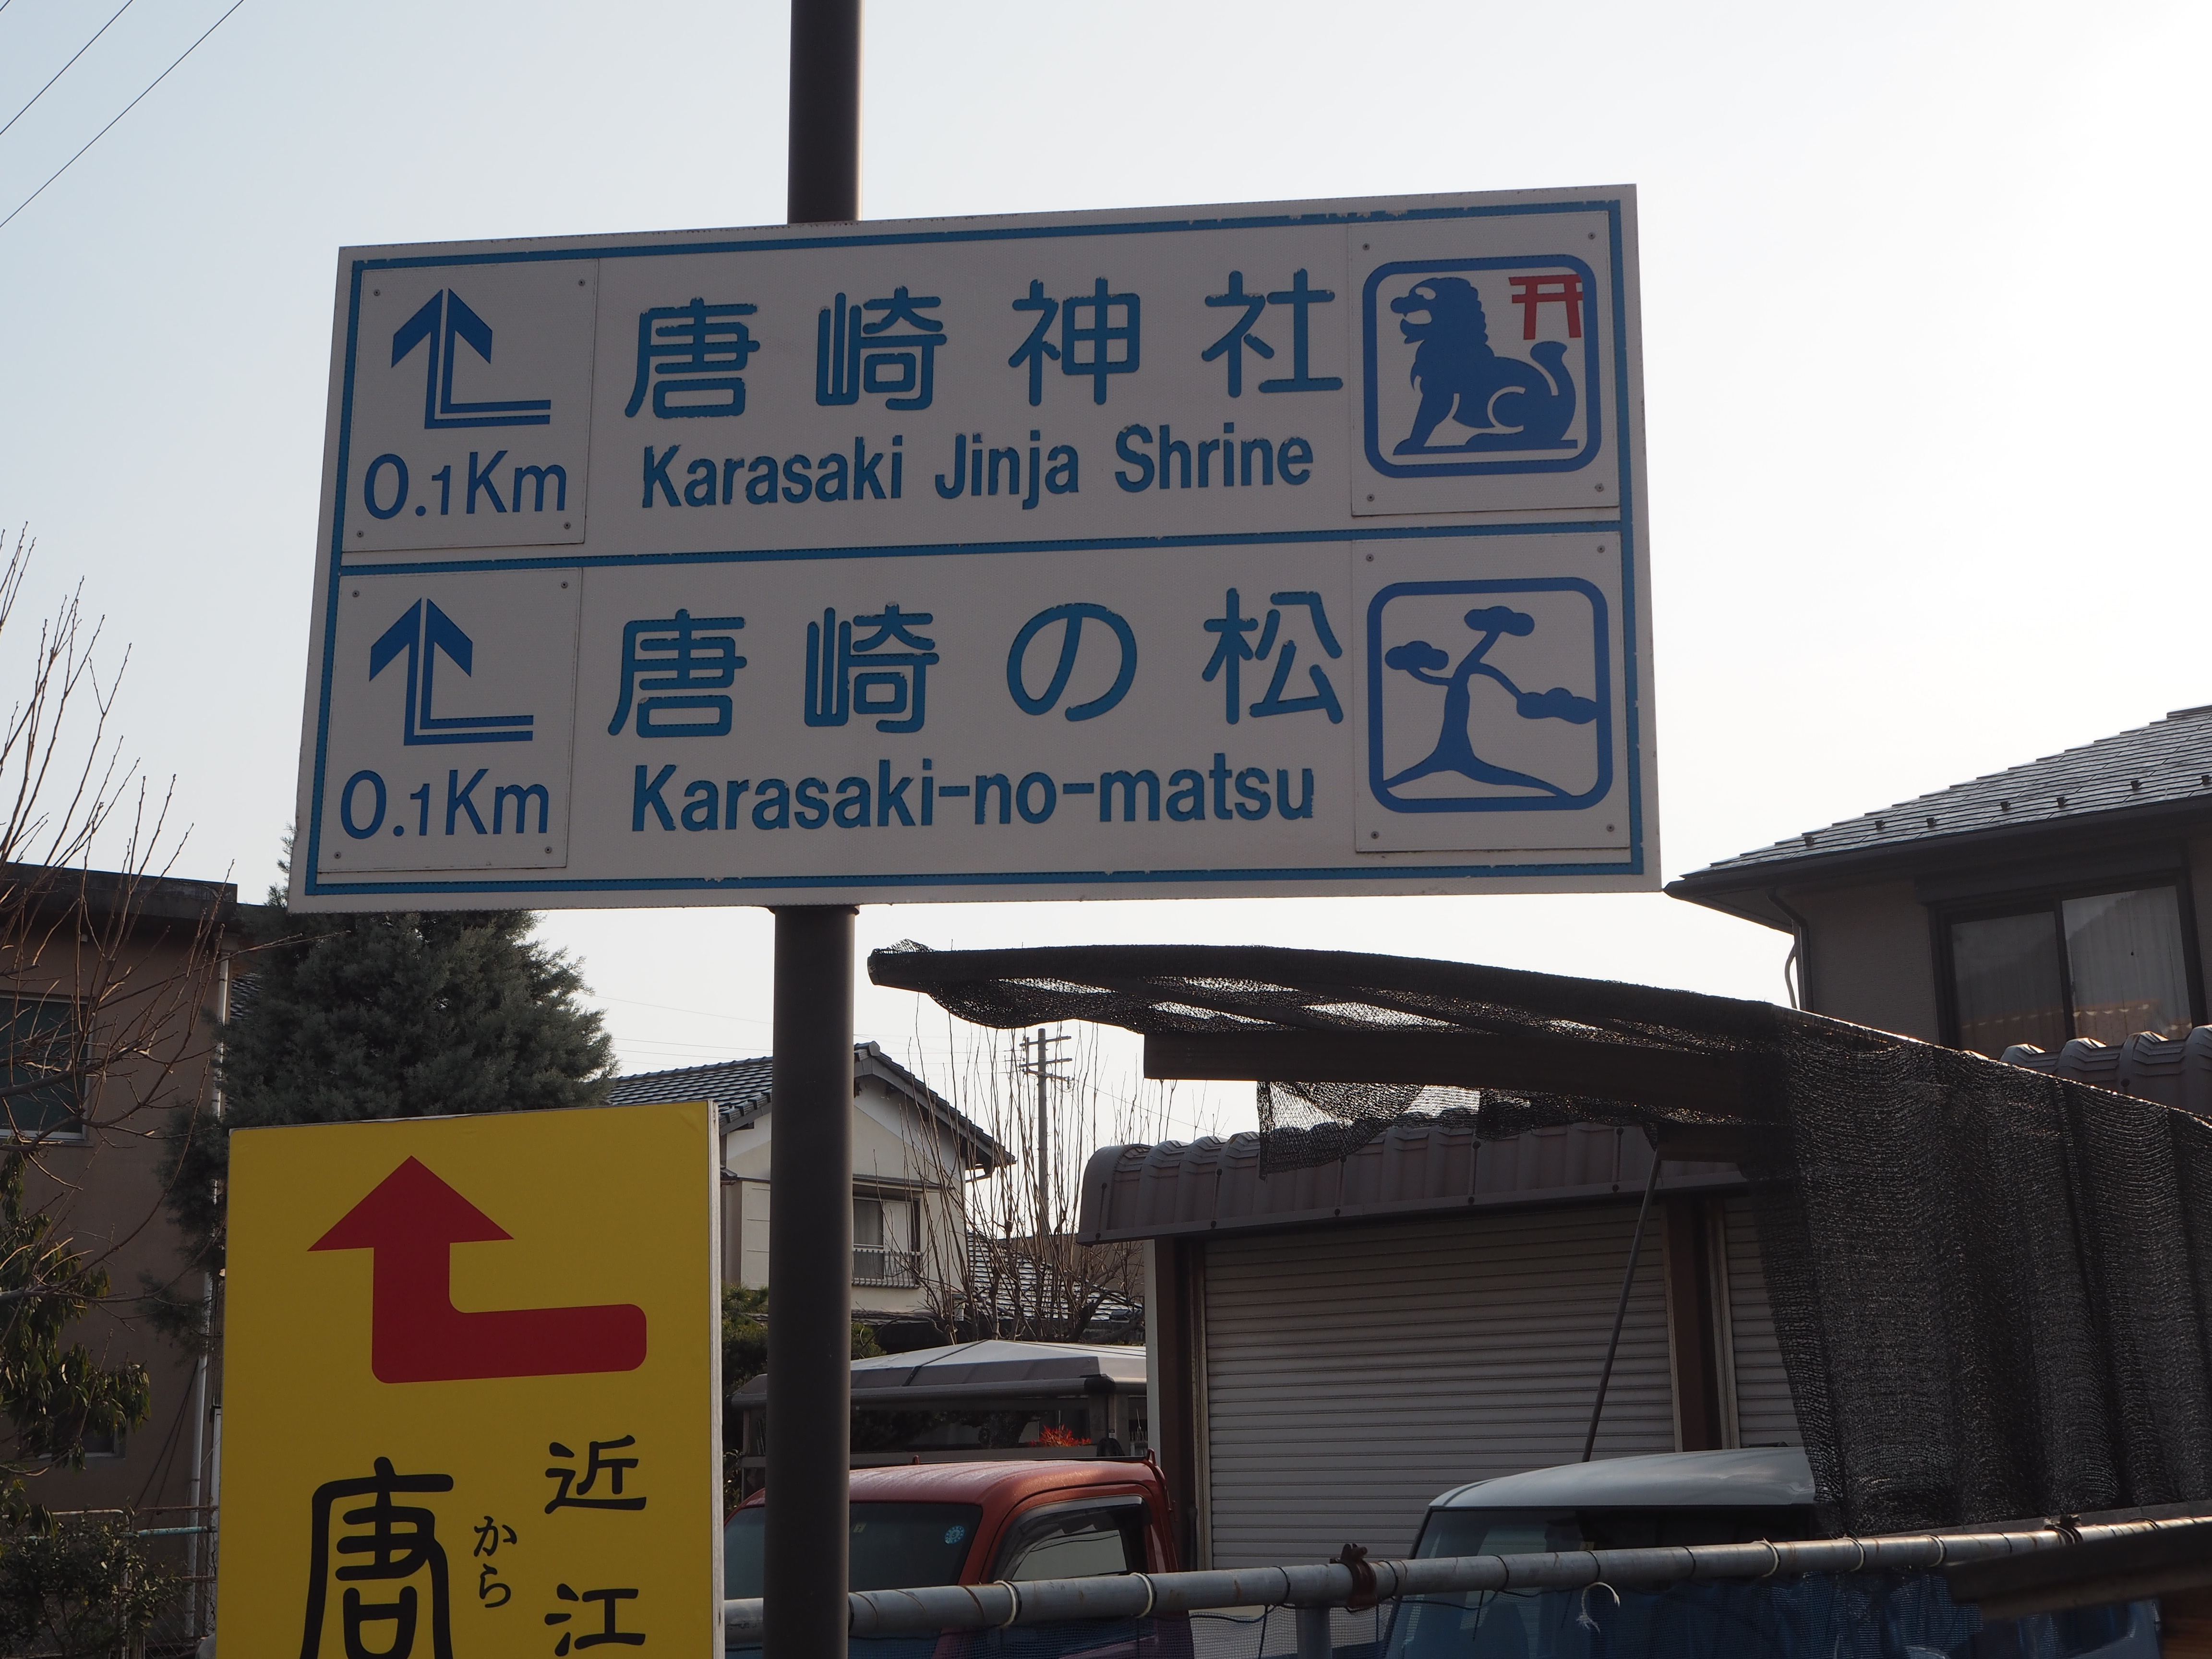 唐崎神社
Karasaki Jinja Shrine
0.1Km
唐崎の松
Karasaki-no-matsu
0.1Km
近江
から
唐